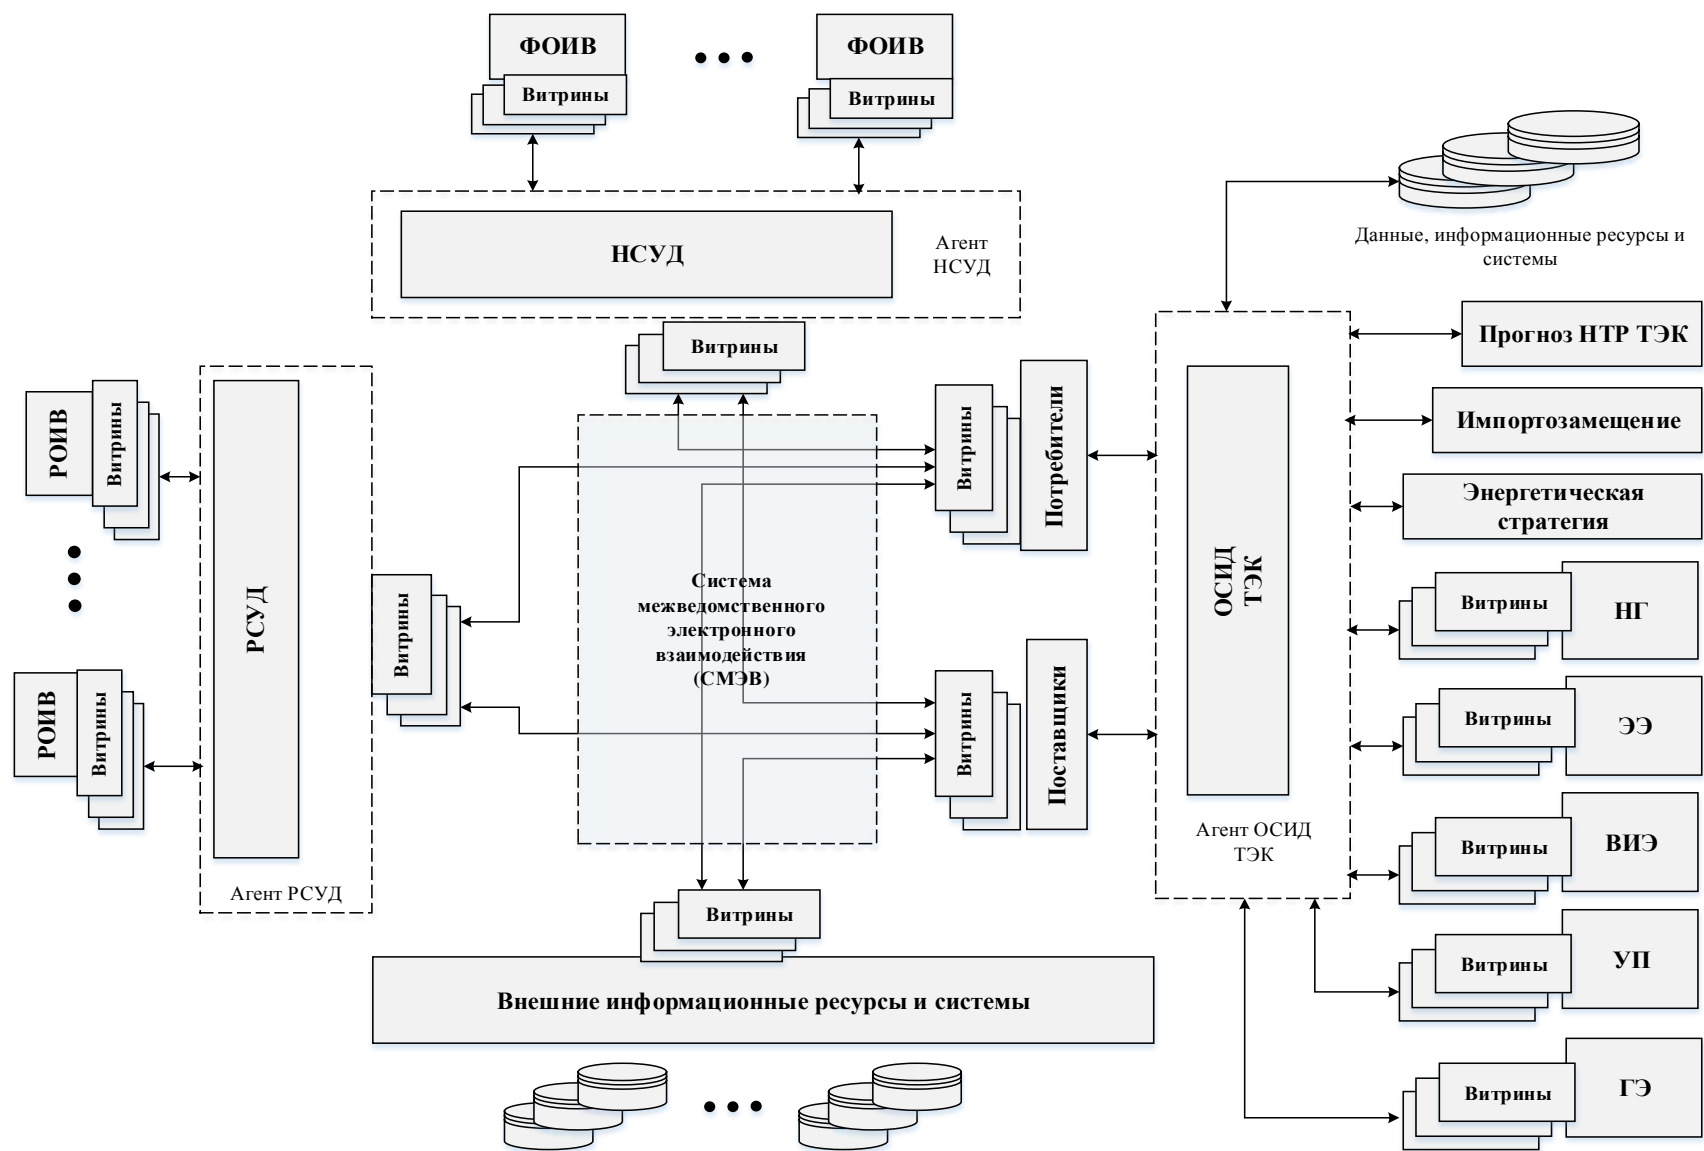 ФОИВ
ФОИВ
Витрины
Витрины
НСУД
Агент
НСУД
Данные, информационные ресурсы и
системы
Витрины
Прогноз НТР ТЭК
РОИВ
Витрины
Витрины
Потребители
Импортозамещение
Энергетическая
стратегия
РСУД
Витрины
Система
межведомственного
электронного
взаимодействия
(СМЭВ)
ОСИД
ТЭК
Витрины
НГ
РОИВ
Витрины
Витрины
Поставщики
Витрины
ЭЭ
Агент ОСИД
ТЭК
Витрины
ВИЭ
Агент РСУД
Витрины
Витрины
УП
Внешние информационные ресурсы и системы
Витрины
ГЭ